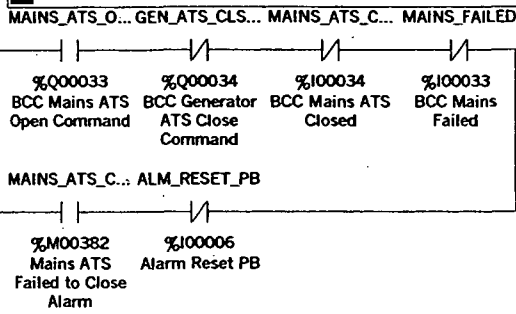 MAINS_ATS_O... GEN_ATS_CLS... MAINS_ATS_C... MAINS_FAILED
%Q00033 %Q00034 %I00034 %I00033
BCC Mains ATS BCC Generator BCC Mains ATS BCC Mains
Open Command ATS Close Closed Failed
Command
MAINS_ATS_C... ALM_RESET_PB
%M00382 %I00006
Mains ATS Alarm Reset PB
Failed to Close
Alarm